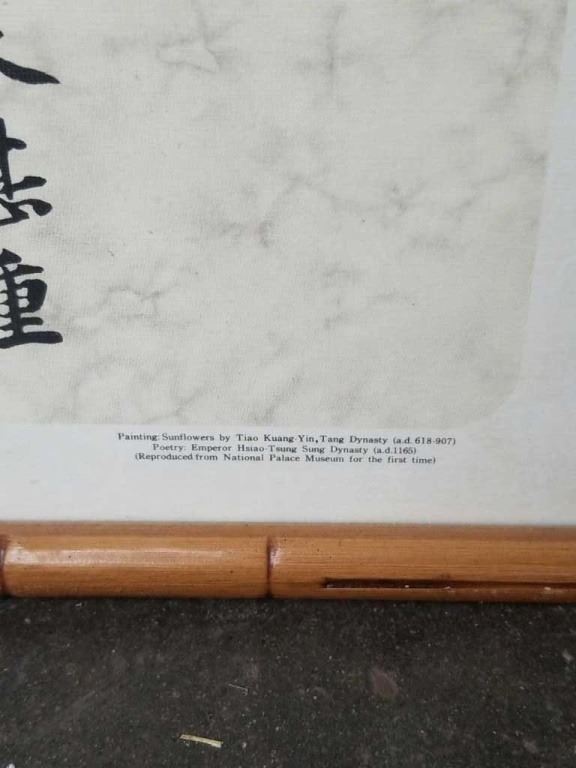 Painting: Sunflowers by Tiao Kuang-Yin, Tang Dynasty (a.d. 618-907)
Poetry: Emperor Hsiao-Tsung Sung Dynasty (a.d.1165)
(Reproduced from National Palace Museum for the first time)